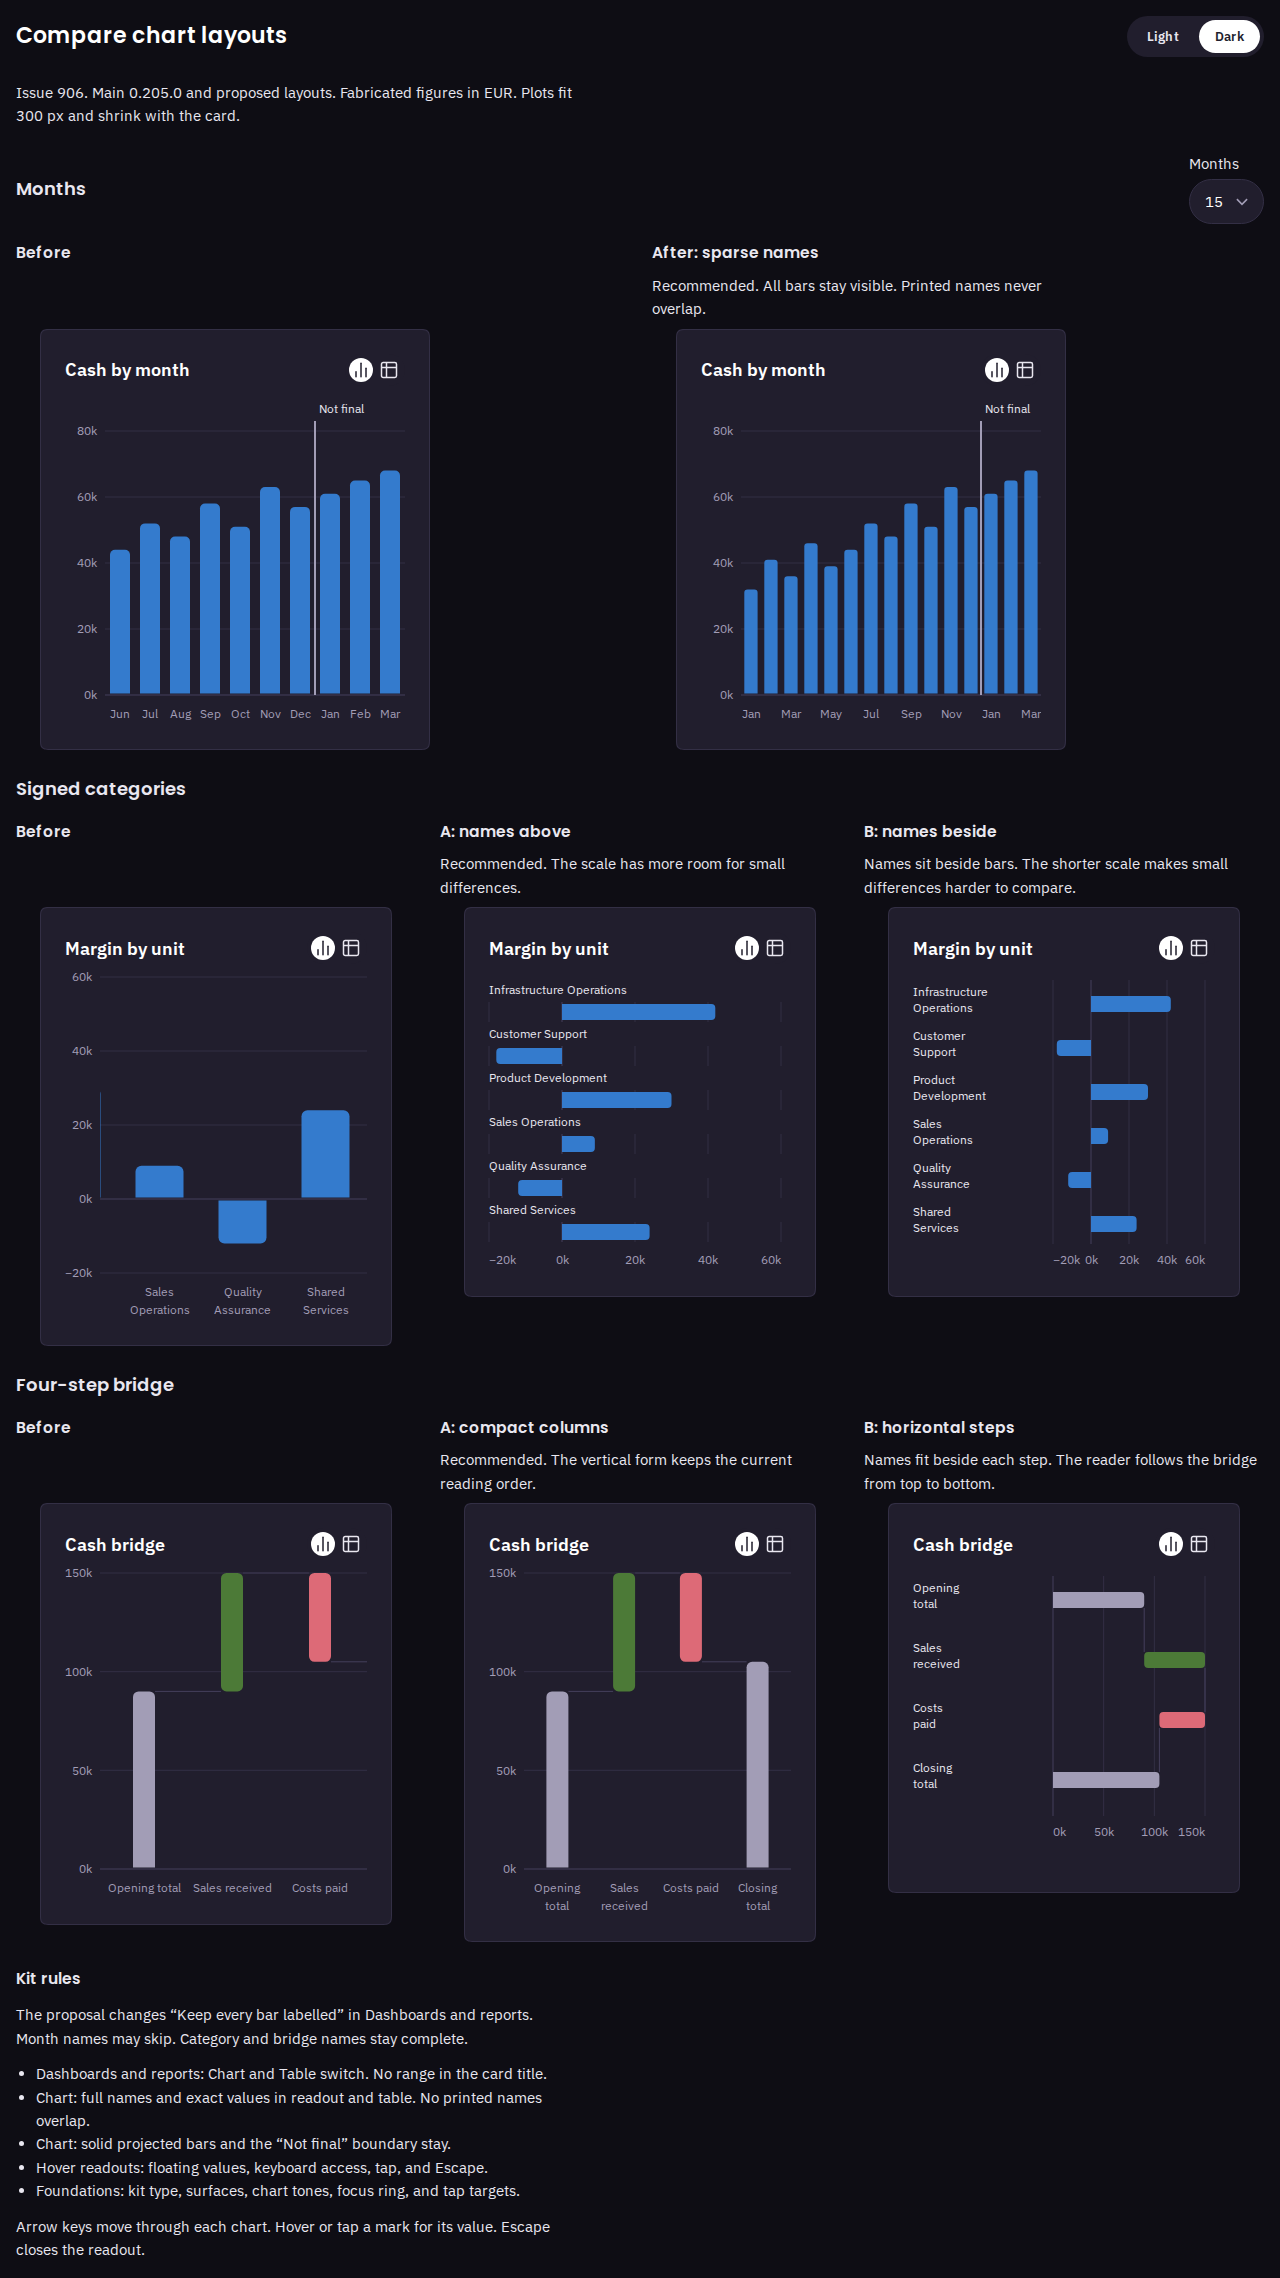 Compare chart layouts
Light
Dark
Issue 906. Main 0.205.0 and proposed layouts. Fabricated figures in EUR. Plots fit
300 px and shrink with the card.
Months
Months
15
Before
After: sparse names
Recommended. All bars stay visible. Printed names never
overlap.
Cash by month
Not final
80k
60k
40k
20k
0k
Jun Jul Aug Sep Oct Nov Dec Jan Feb Mar
Cash by month
Not final
80k
60k
40k
20k
0k
Jan Mar May Jul Sep Nov Jan Mar
Signed categories
Before
A: names above
Recommended. The scale has more room for small
differences.
B: names beside
Names sit beside bars. The shorter scale makes small
differences harder to compare.
Margin by unit
60k
40k
20k
0k
−20k
Sales
Operations
Quality
Assurance
Shared
Services
Margin by unit
Infrastructure Operations
Customer Support
Product Development
Sales Operations
Quality Assurance
Shared Services
−20k 0k 20k 40k 60k
Margin by unit
Infrastructure
Operations
Customer
Support
Product
Development
Sales
Operations
Quality
Assurance
Shared
Services
−20k 0k 20k 40k 60k
Four-step bridge
Before
A: compact columns
Recommended. The vertical form keeps the current
reading order.
B: horizontal steps
Names fit beside each step. The reader follows the bridge
from top to bottom.
Cash bridge
150k
100k
50k
0k
Opening total Sales received Costs paid
Cash bridge
150k
100k
50k
0k
Opening
total
Sales
received
Costs paid
Closing
total
Cash bridge
Opening
total
Sales
received
Costs
paid
Closing
total
0k 50k 100k 150k
Kit rules
The proposal changes “Keep every bar labelled” in Dashboards and reports.
Month names may skip. Category and bridge names stay complete.
• Dashboards and reports: Chart and Table switch. No range in the card title.
• Chart: full names and exact values in readout and table. No printed names
overlap.
• Chart: solid projected bars and the “Not final” boundary stay.
• Hover readouts: floating values, keyboard access, tap, and Escape.
• Foundations: kit type, surfaces, chart tones, focus ring, and tap targets.
Arrow keys move through each chart. Hover or tap a mark for its value. Escape
closes the readout.